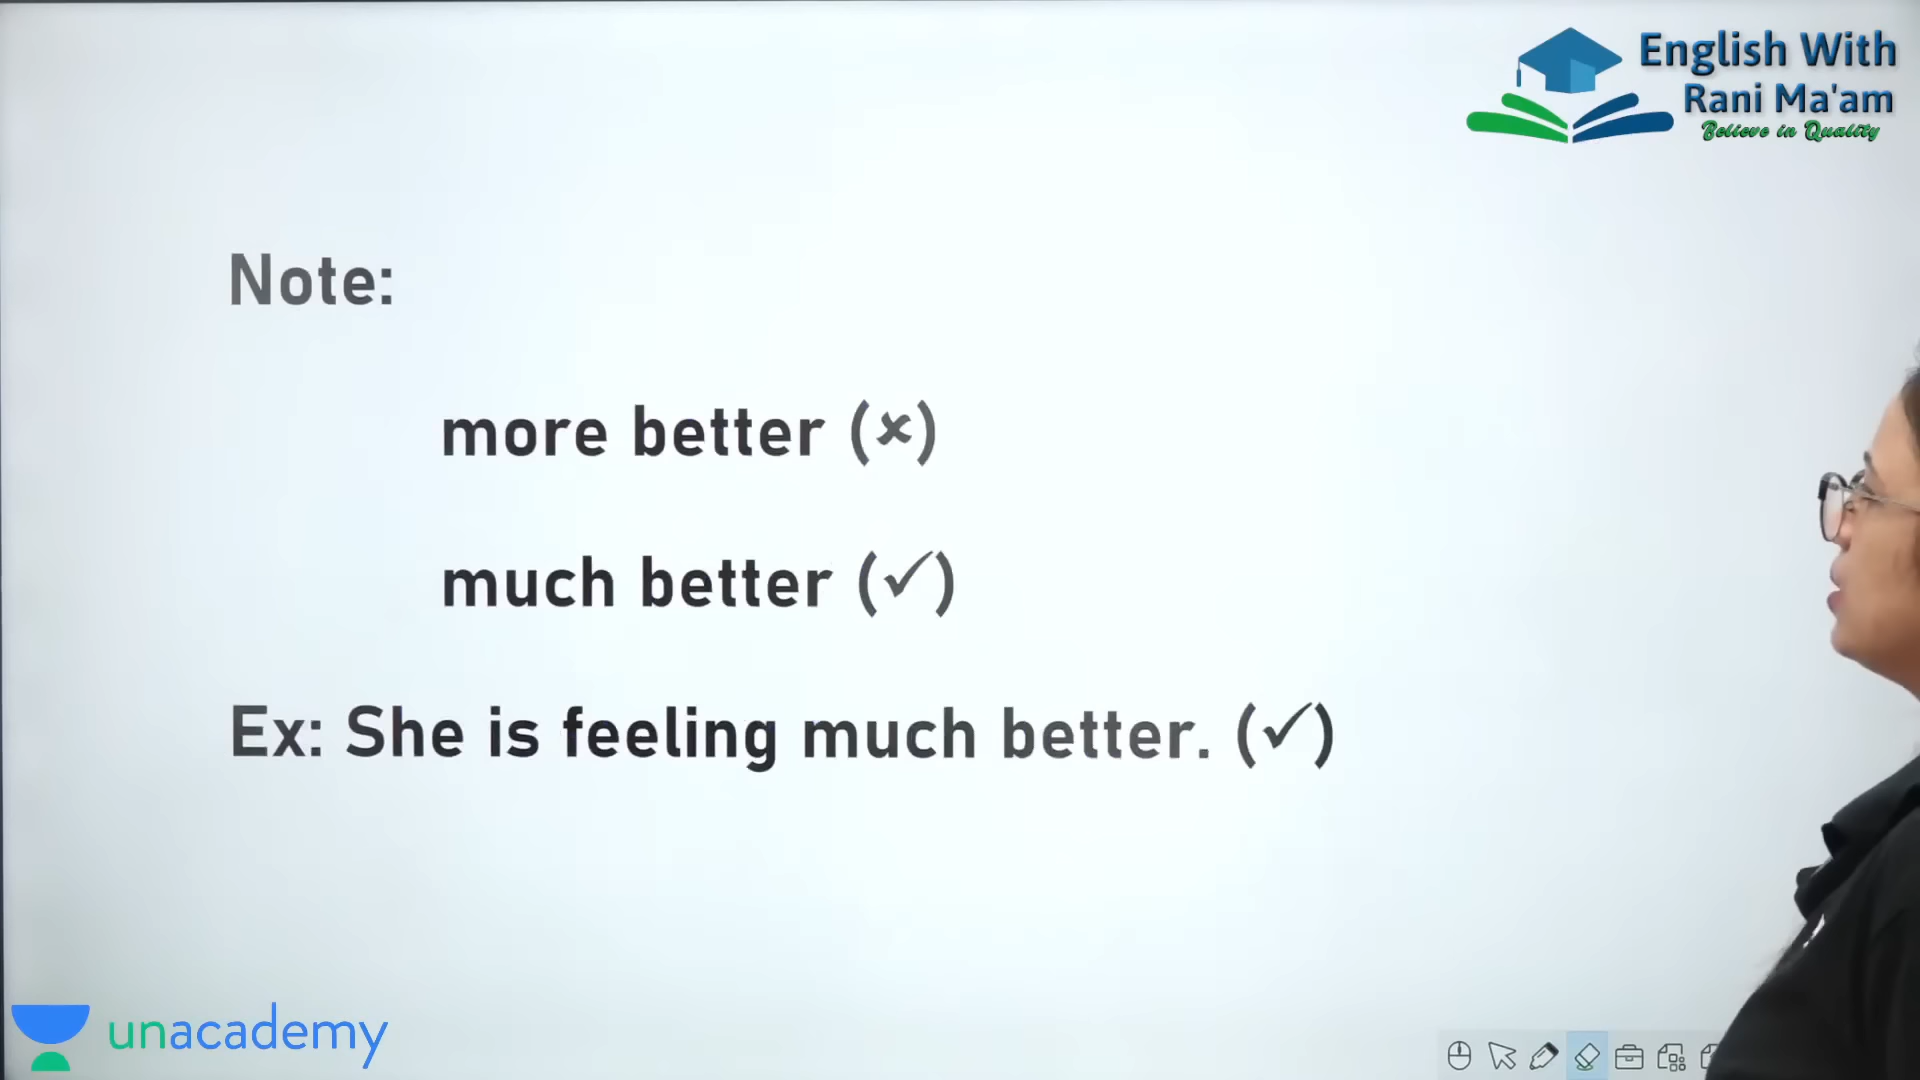 English With
Rani Ma'am
Believe in Quality
Note:
more better (×)
much better (✓)
Ex: She is feeling much better. (✓)
unacademy